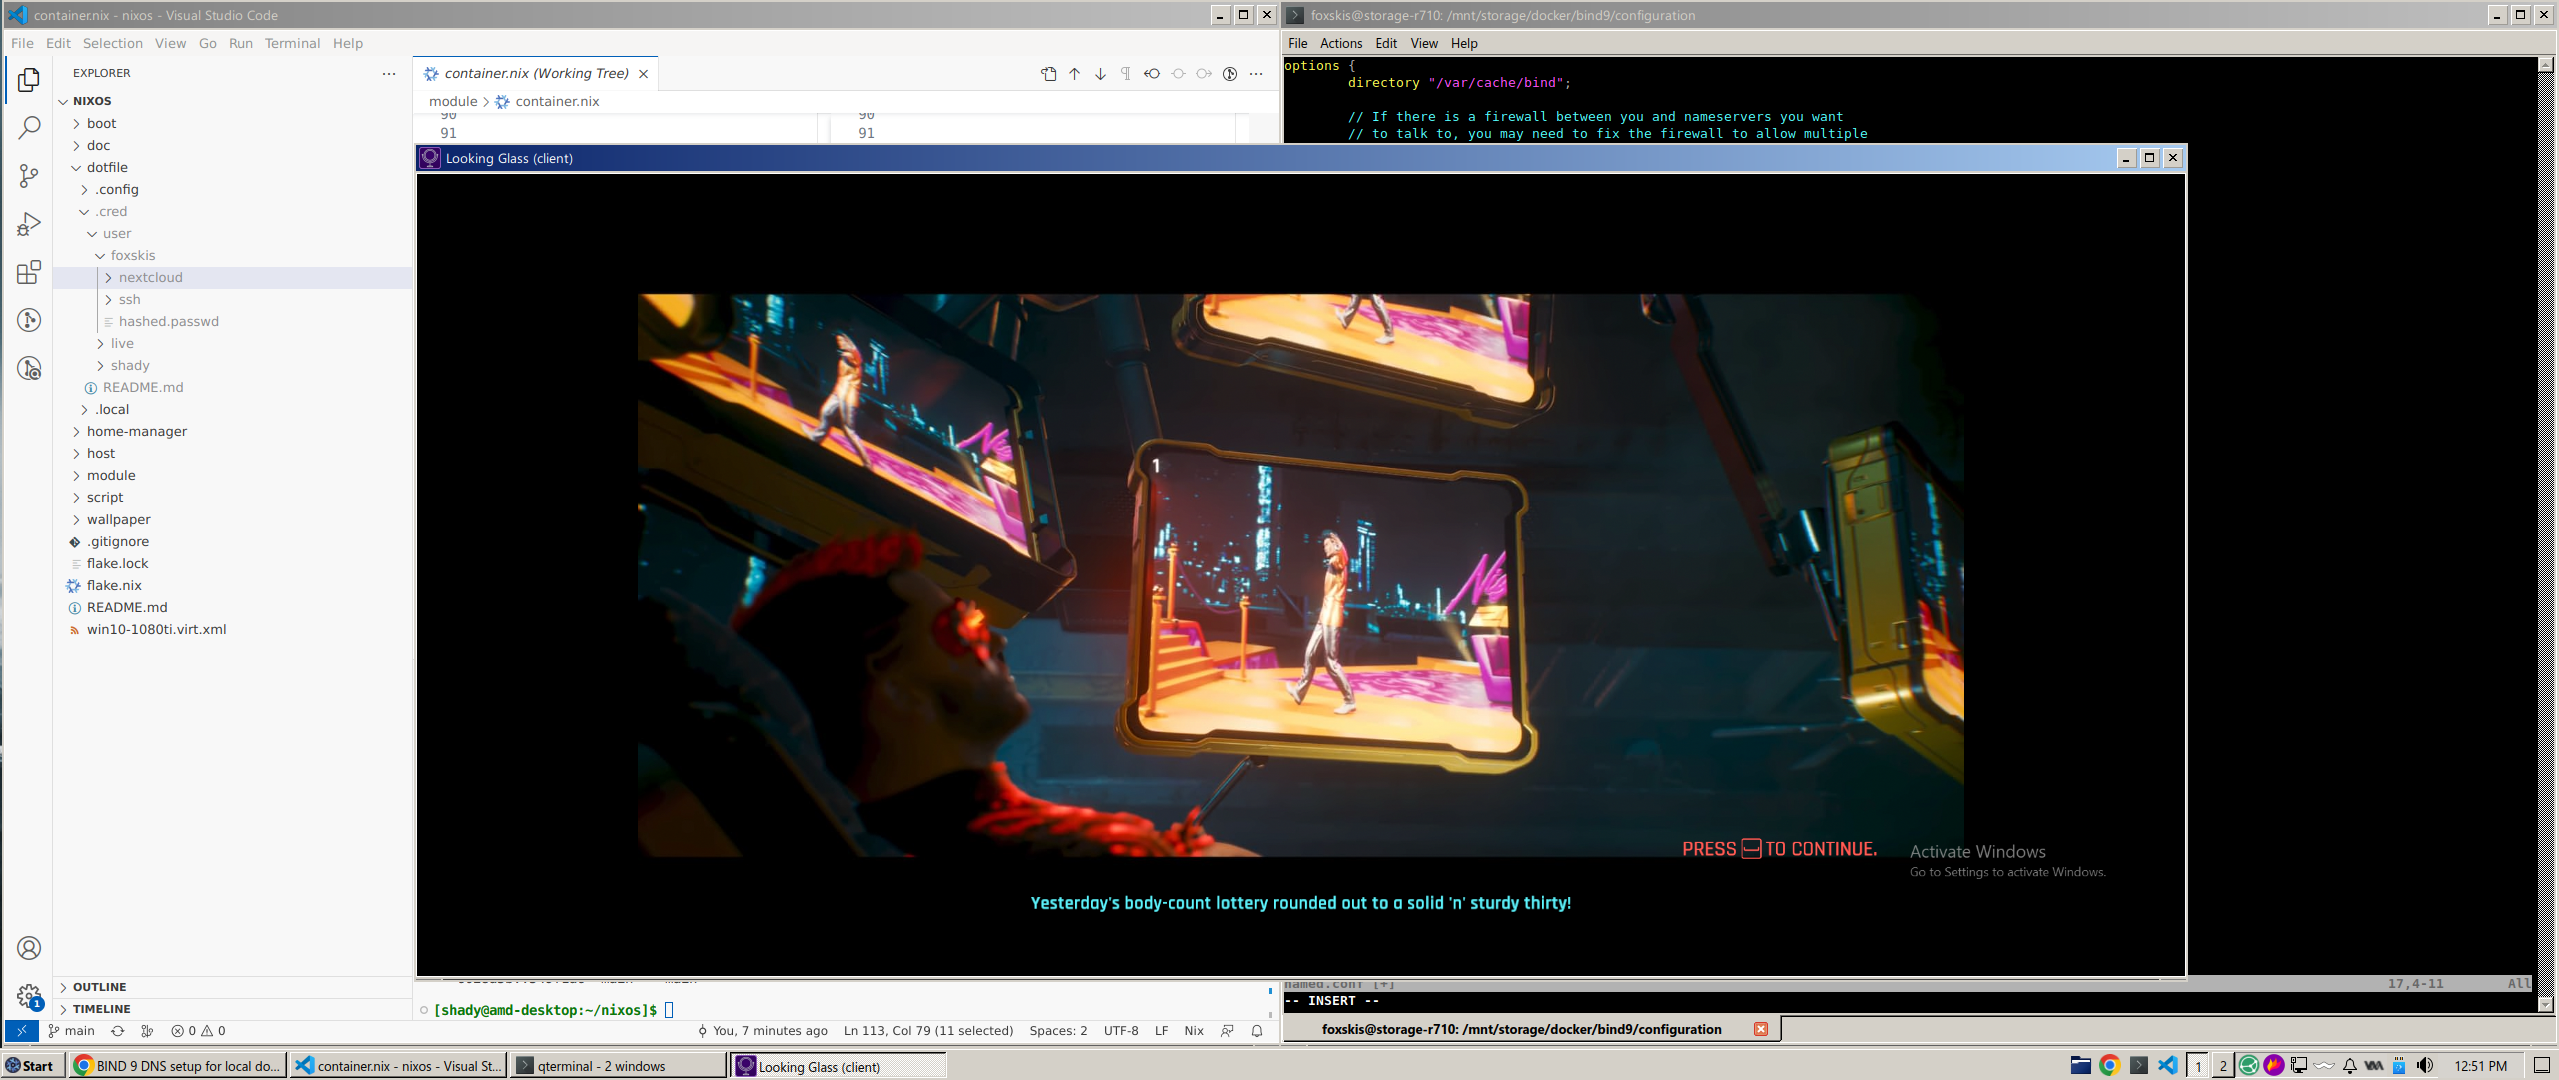 container.nix - nixos - Visual Studio Code
File Edit Selection View Go Run Terminal Help
EXPLORER
NIXOS
boot
doc
dotfile
.config
.cred
user
foxskis
nextcloud
ssh
hashed.passwd
live
shady
README.md
.local
home-manager
host
module
script
wallpaper
.gitignore
flake.lock
flake.nix
README.md
win10-1080ti.virt.xml
OUTLINE
TIMELINE
container.nix (Working Tree)
module > container.nix
90 90
91 91
[shady@amd-desktop:~/nixos]$
main 0 0 You, 7 minutes ago Ln 113, Col 79 (11 selected) Spaces: 2 UTF-8 LF Nix
foxskis@storage-r710: /mnt/storage/docker/bind9/configuration
File Actions Edit View Help
options {
directory "/var/cache/bind";
// If there is a firewall between you and nameservers you want
// to talk to, you may need to fix the firewall to allow multiple
named.conf [+] 17,4-11 All
-- INSERT --
foxskis@storage-r710: /mnt/storage/docker/bind9/configuration
Looking Glass (client)
1
PRESS TO CONTINUE.
Activate Windows
Go to Settings to activate Windows.
Yesterday's body-count lottery rounded out to a solid 'n' sturdy thirty!
Start
BIND 9 DNS setup for local do...
container.nix - nixos - Visual St...
qterminal - 2 windows
Looking Glass (client)
1 2
12:51 PM